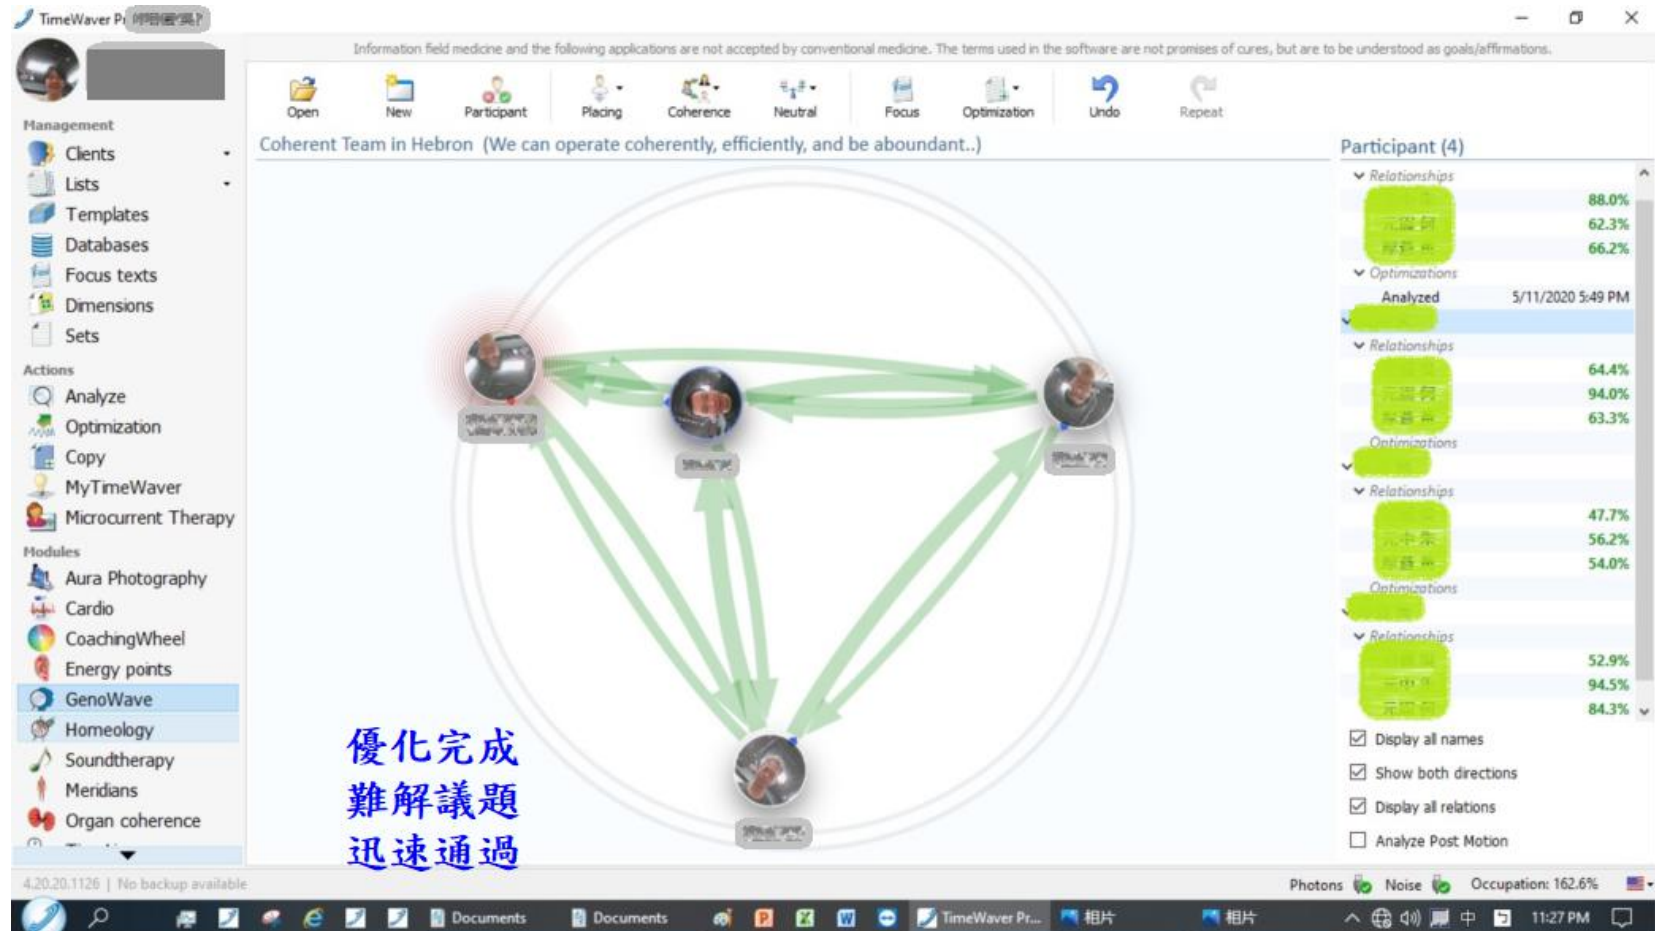 TimeWaver Pr
Information field medicine and the following applications are not accepted by conventional medicine. The terms used in the software are not promises of cures, but are to be understood as goals/affirmations.
Open
New
Participant
Placing
Coherence
Neutral
Focus
Optimization
Undo
Repeat
Management
Clients
Lists
Templates
Databases
Focus texts
Dimensions
Sets
Actions
Analyze
Optimization
Copy
MyTimeWaver
Microcurrent Therapy
Modules
Aura Photography
Cardio
CoachingWheel
Energy points
GenoWave
Homeology
Soundtherapy
Meridians
Organ coherence
Coherent Team in Hebron (We can operate coherently, efficiently, and be aboundant..)
優化完成
難解議題
迅速通過
Participant (4)
Relationships
88.0%
62.3%
66.2%
Optimizations
Analyzed 5/11/2020 5:49 PM
Relationships
64.4%
94.0%
63.3%
Optimizations
Relationships
47.7%
56.2%
54.0%
Optimizations
Relationships
52.9%
94.5%
84.3%
Display all names
Show both directions
Display all relations
Analyze Post Motion
4.20.20.1126 | No backup available
Photons Noise Occupation: 162.6%
Documents
Documents
TimeWaver Pr...
相片
相片
中
11:27 PM